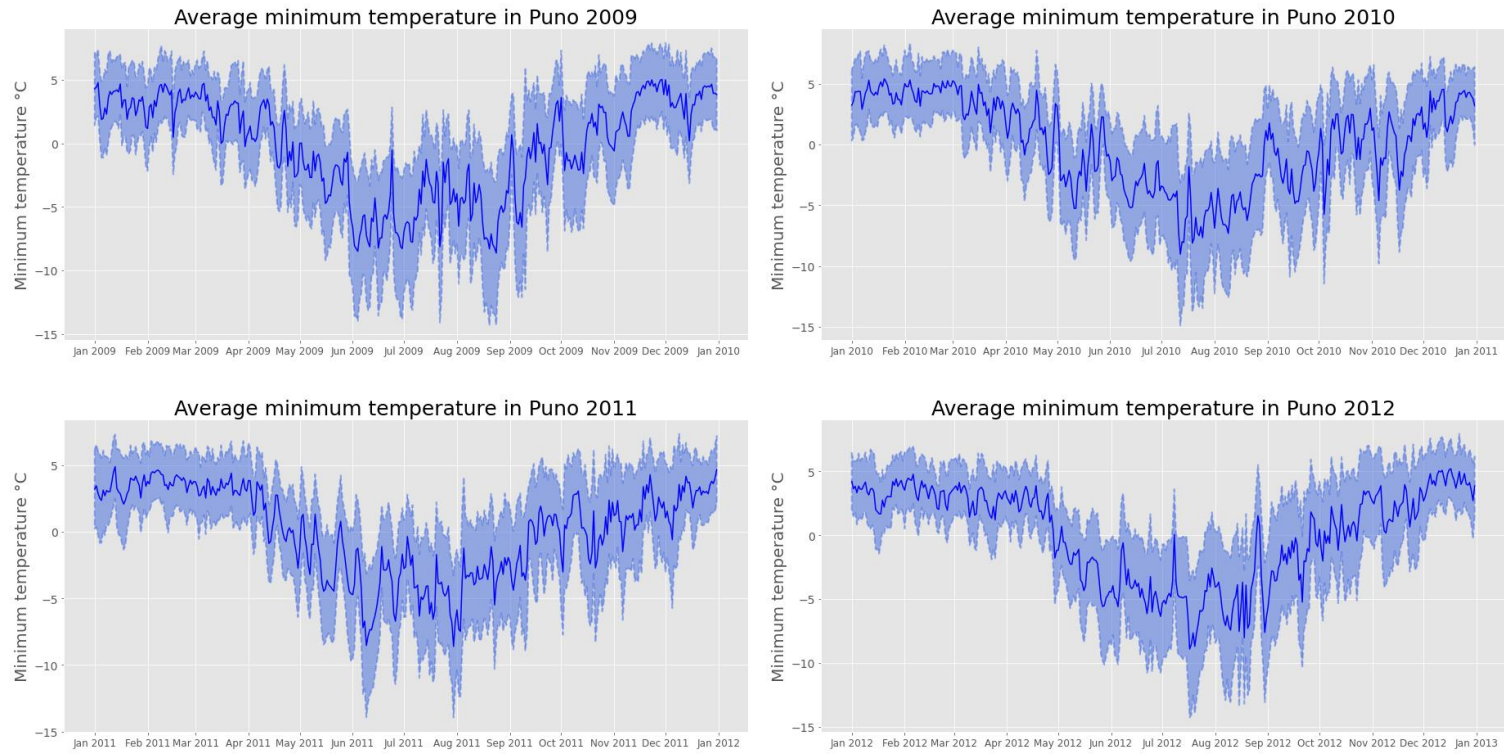 Average minimum temperature in Puno 2009
Minimum temperature °C
5
0
−5
−10
−15
Jan 2009 Feb 2009 Mar 2009 Apr 2009 May 2009 Jun 2009 Jul 2009 Aug 2009 Sep 2009 Oct 2009 Nov 2009 Dec 2009 Jan 2010
Average minimum temperature in Puno 2010
Minimum temperature °C
5
0
−5
−10
−15
Jan 2010 Feb 2010 Mar 2010 Apr 2010 May 2010 Jun 2010 Jul 2010 Aug 2010 Sep 2010 Oct 2010 Nov 2010 Dec 2010 Jan 2011
Average minimum temperature in Puno 2011
Minimum temperature °C
5
0
−5
−10
−15
Jan 2011 Feb 2011 Mar 2011 Apr 2011 May 2011 Jun 2011 Jul 2011 Aug 2011 Sep 2011 Oct 2011 Nov 2011 Dec 2011 Jan 2012
Average minimum temperature in Puno 2012
Minimum temperature °C
5
0
−5
−10
−15
Jan 2012 Feb 2012 Mar 2012 Apr 2012 May 2012 Jun 2012 Jul 2012 Aug 2012 Sep 2012 Oct 2012 Nov 2012 Dec 2012 Jan 2013